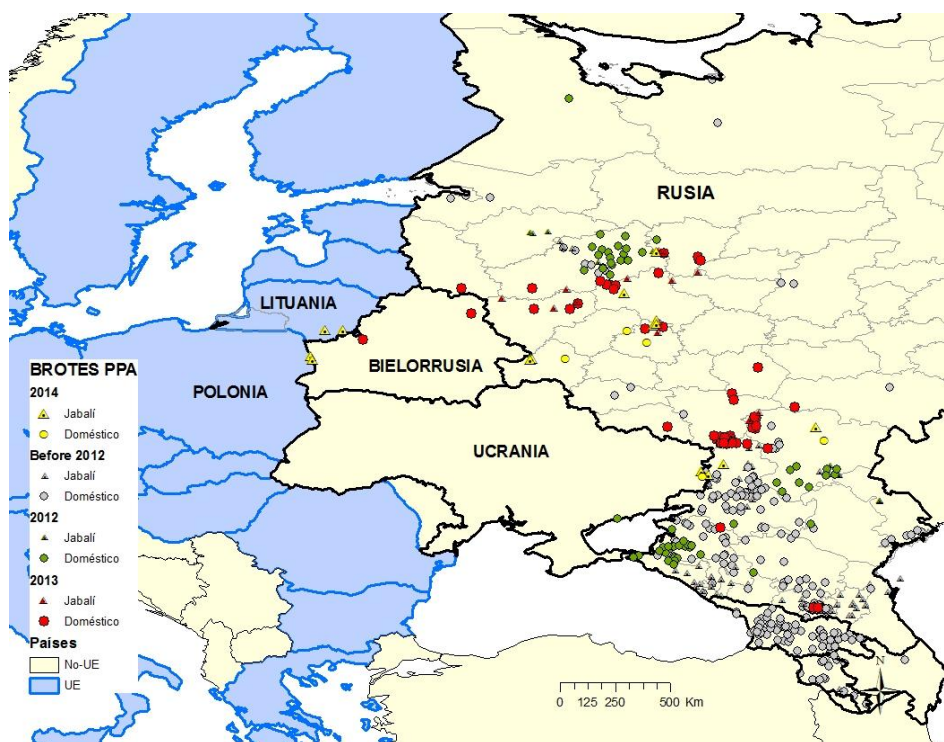 RUSIA
LITUANIA
BIELORRUSIA
POLONIA
UCRANIA
BROTES PPA
2014
Jabalí
Doméstico
Before 2012
Jabalí
Doméstico
2012
Jabalí
Doméstico
2013
Jabalí
Doméstico
Países
No-UE
UE
N
0 125 250 500 Km